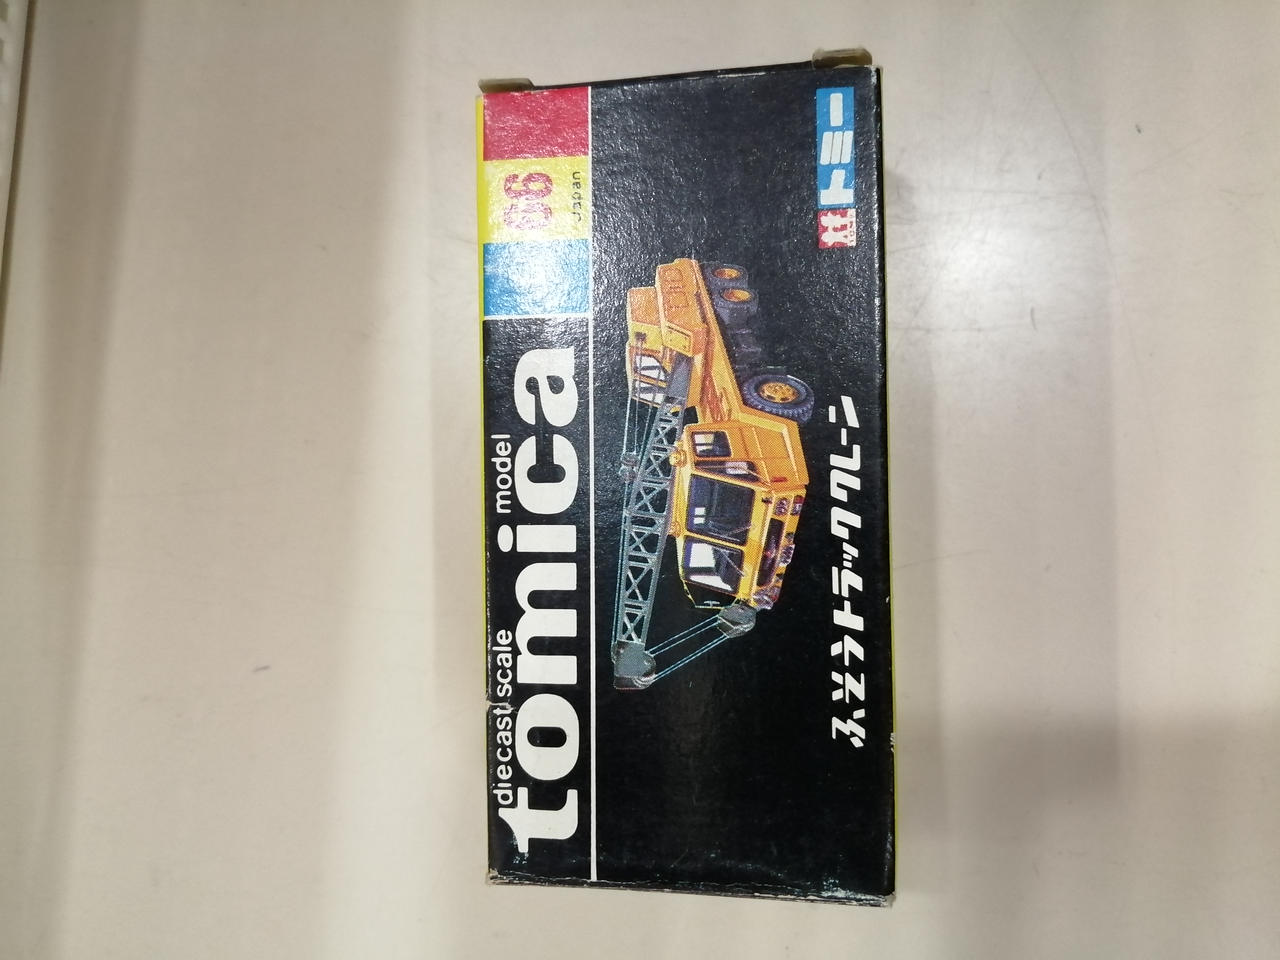 diecast scale model
tomica
66
Japan
トミー
ふそうトラッククレーン